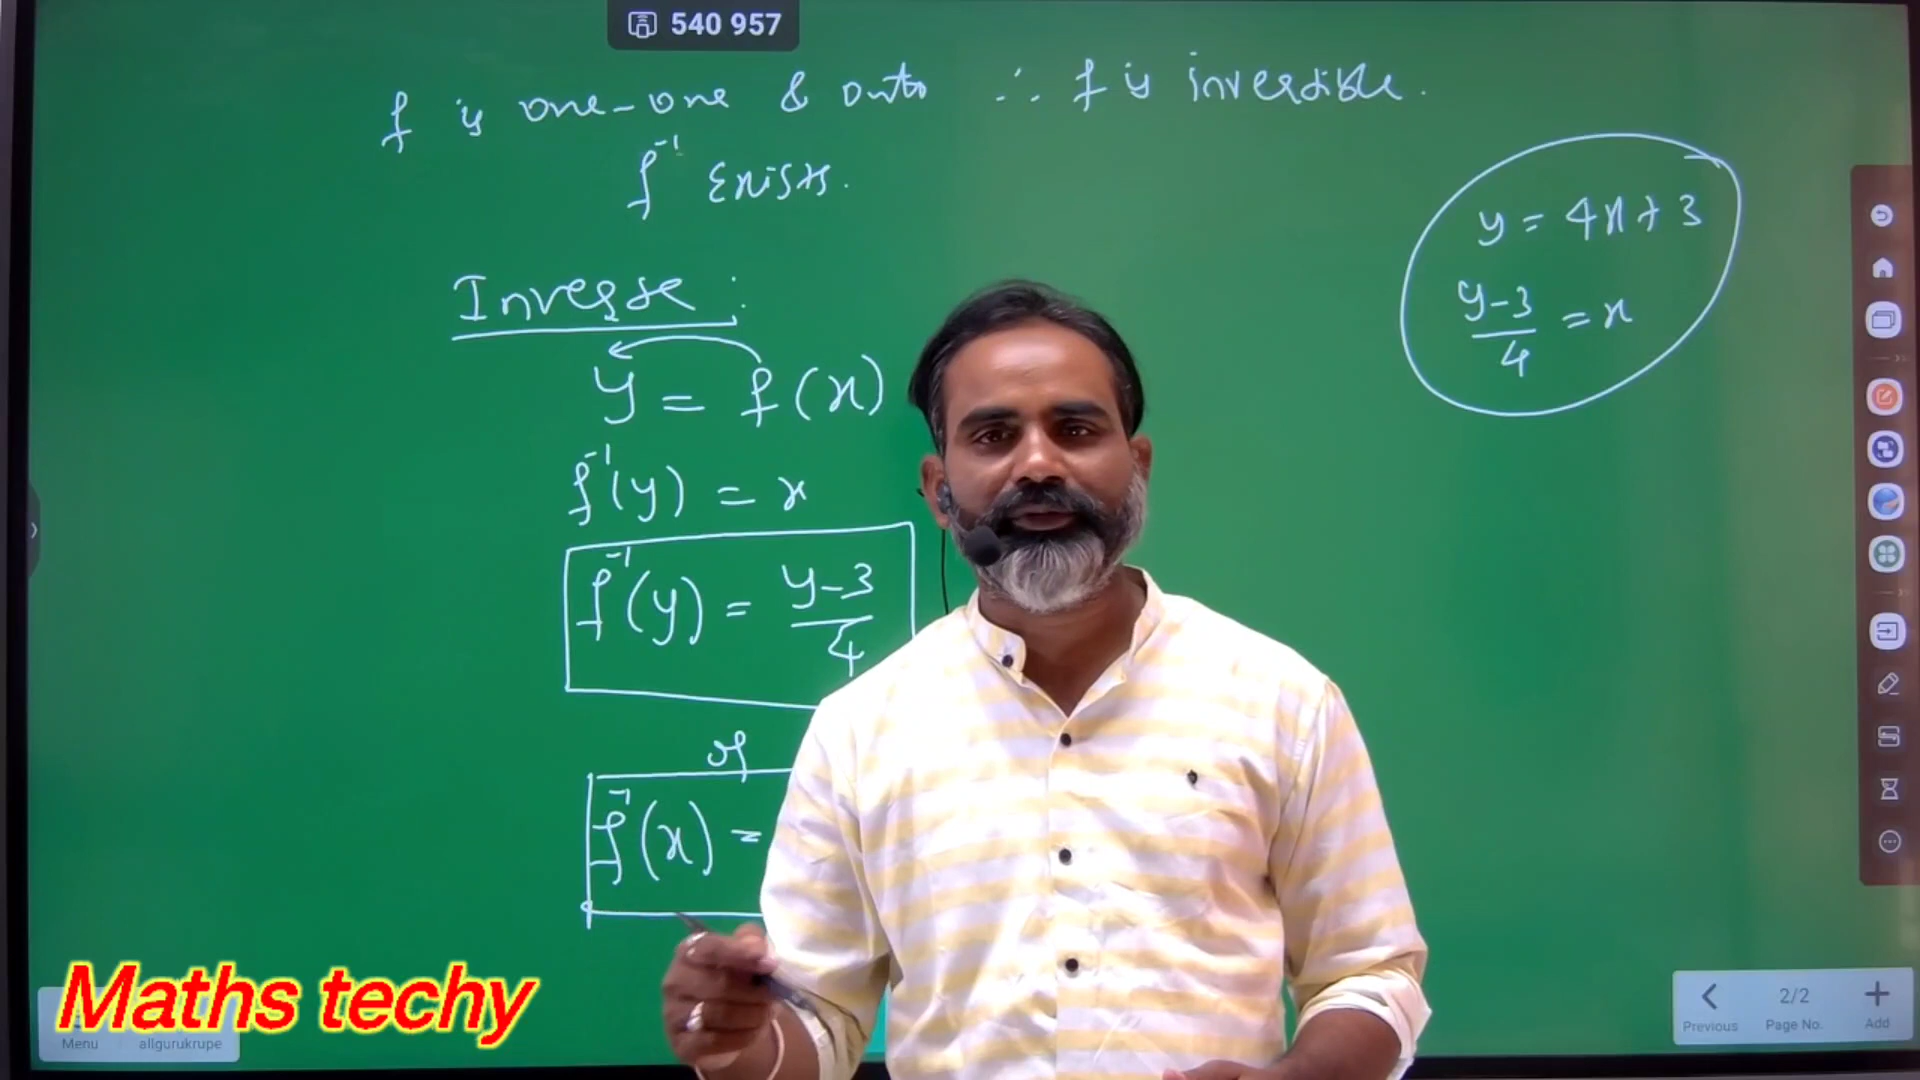 540 957
f is one-one & onto ∴ f is invertible.
f⁻¹ Exists.
y = 4x + 3
(y-3)/4 = x
Inverse :
y = f(x)
f⁻¹(y) = x
f⁻¹(y) = (y-3)/4
or
f⁻¹(x) =
Maths techy
Menu allgurukrupe
2/2
Previous Page No. Add